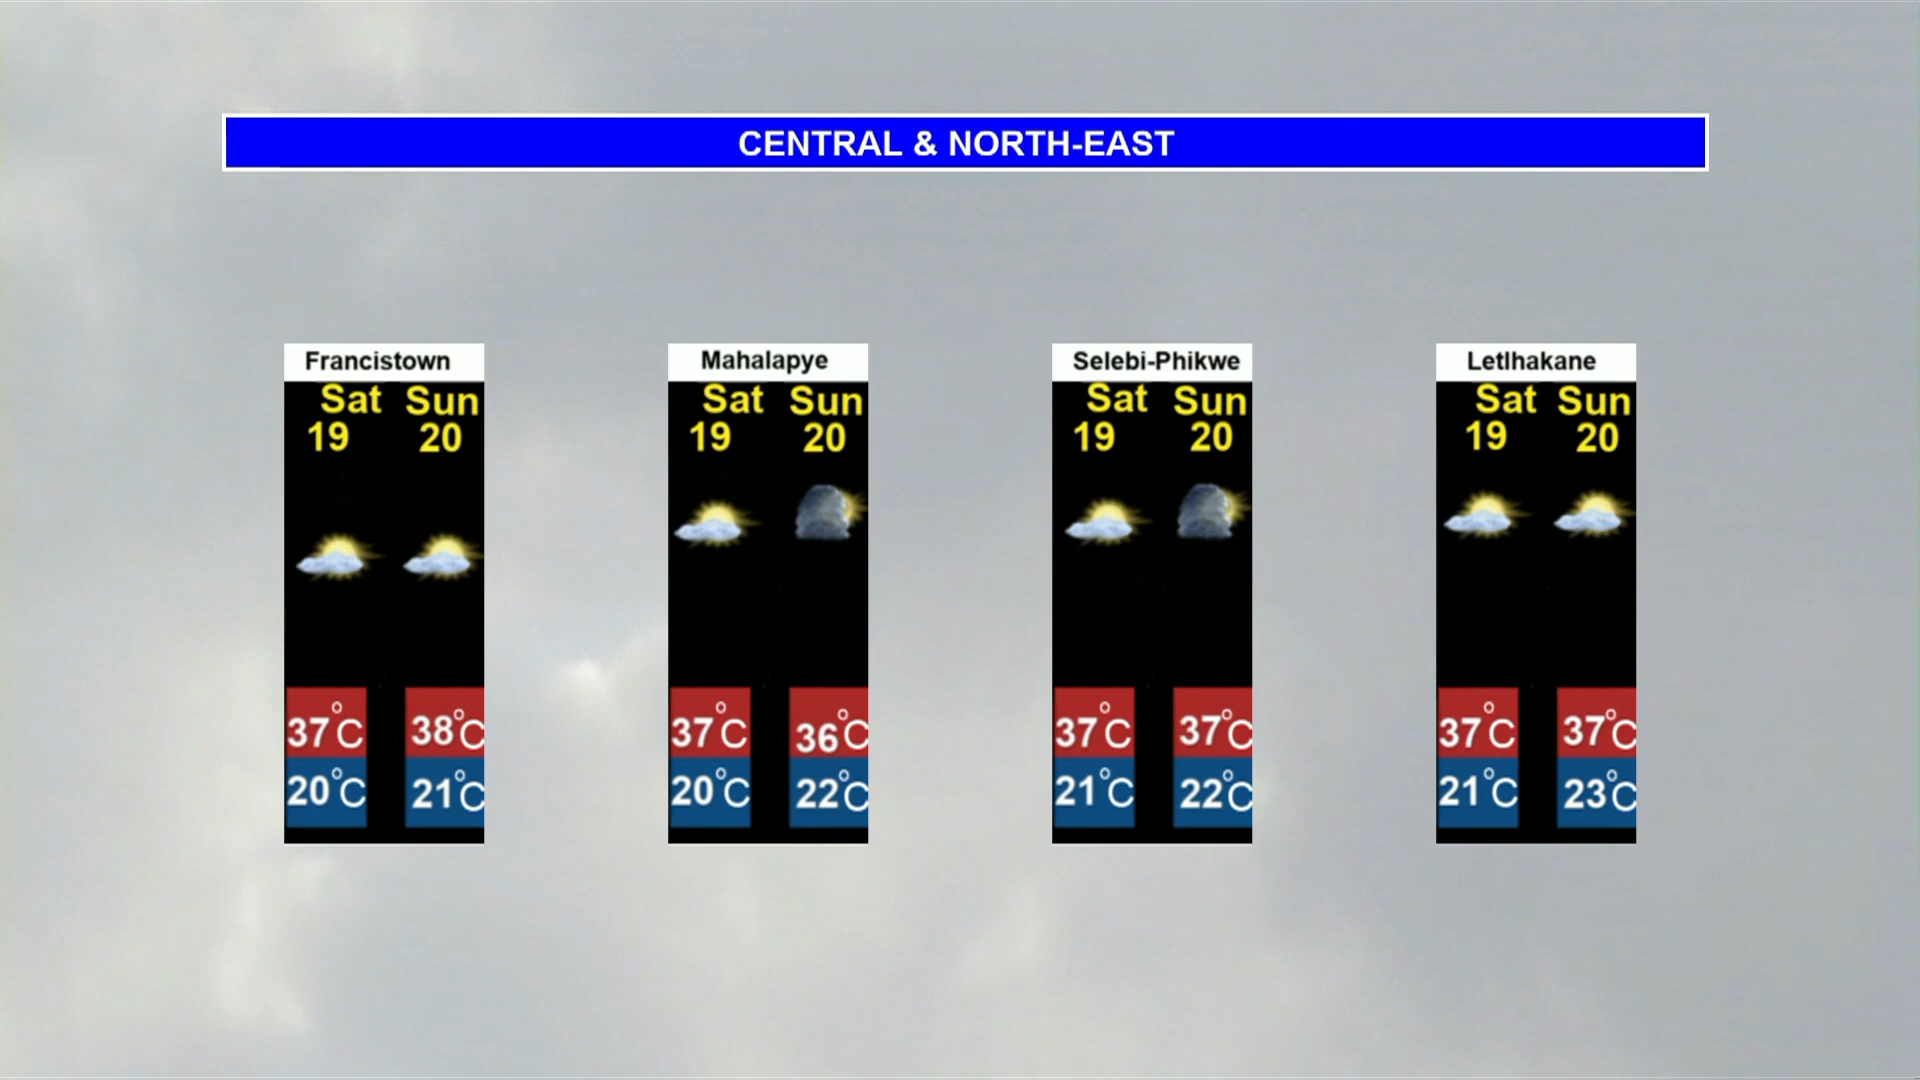 CENTRAL & NORTH-EAST
Francistown
Sat Sun
19 20
37°C 38°C
20°C 21°C
Mahalapye
Sat Sun
19 20
37°C 36°C
20°C 22°C
Selebi-Phikwe
Sat Sun
19 20
37°C 37°C
21°C 22°C
Letlhakane
Sat Sun
19 20
37°C 37°C
21°C 23°C